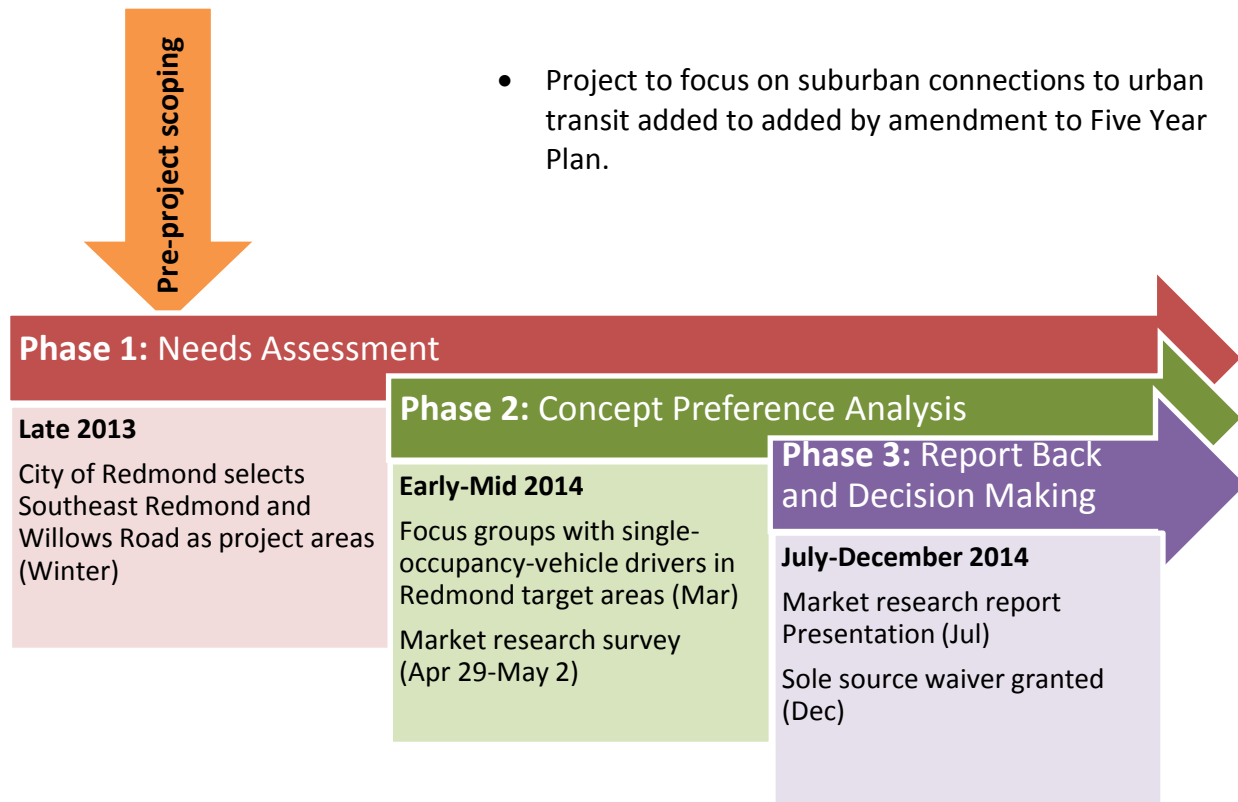 Pre-project scoping
• Project to focus on suburban connections to urban
transit added to added by amendment to Five Year
Plan.
Phase 1: Needs Assessment
Late 2013
City of Redmond selects
Southeast Redmond and
Willows Road as project areas
(Winter)
Phase 2: Concept Preference Analysis
Early-Mid 2014
Focus groups with single-
occupancy-vehicle drivers in
Redmond target areas (Mar)
Market research survey
(Apr 29-May 2)
Phase 3: Report Back
and Decision Making
July-December 2014
Market research report
Presentation (Jul)
Sole source waiver granted
(Dec)